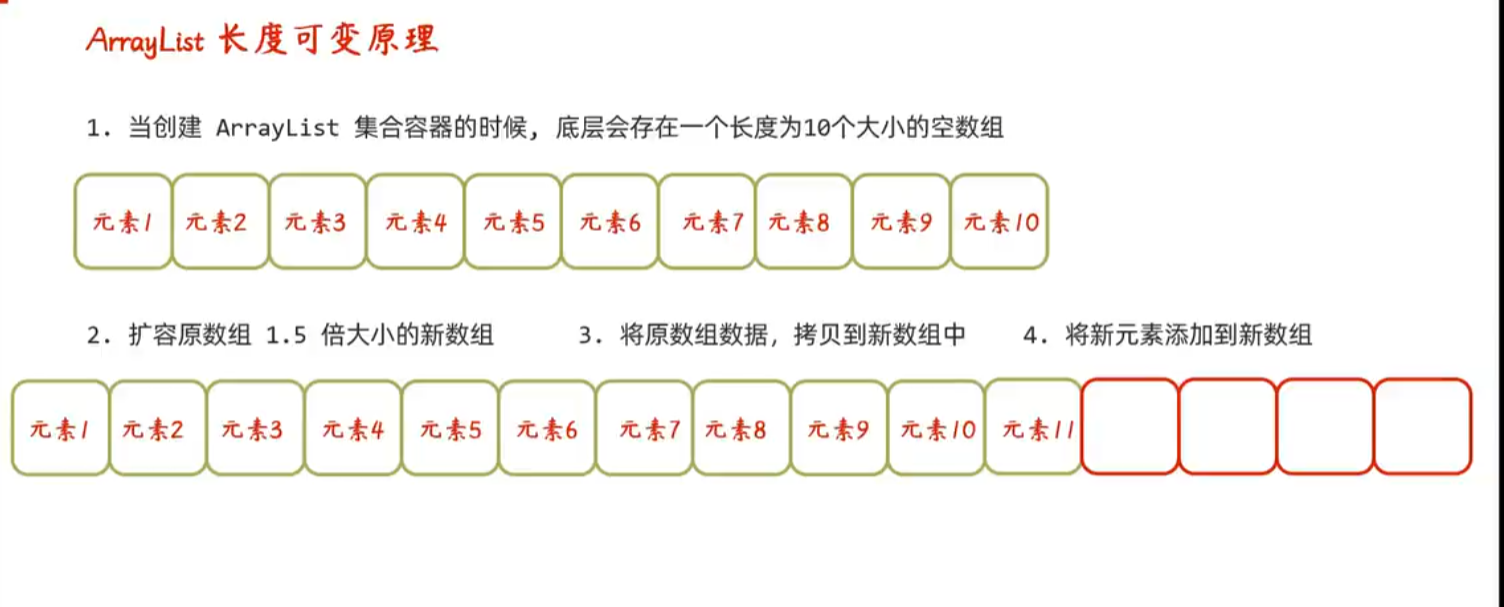 ArrayList 长度可变原理
1. 当创建 ArrayList 集合容器的时候, 底层会存在一个长度为10个大小的空数组
元素1 元素2 元素3 元素4 元素5 元素6 元素7 元素8 元素9 元素10
2. 扩容原数组 1.5 倍大小的新数组 3. 将原数组数据, 拷贝到新数组中 4. 将新元素添加到新数组
元素1 元素2 元素3 元素4 元素5 元素6 元素7 元素8 元素9 元素10 元素11